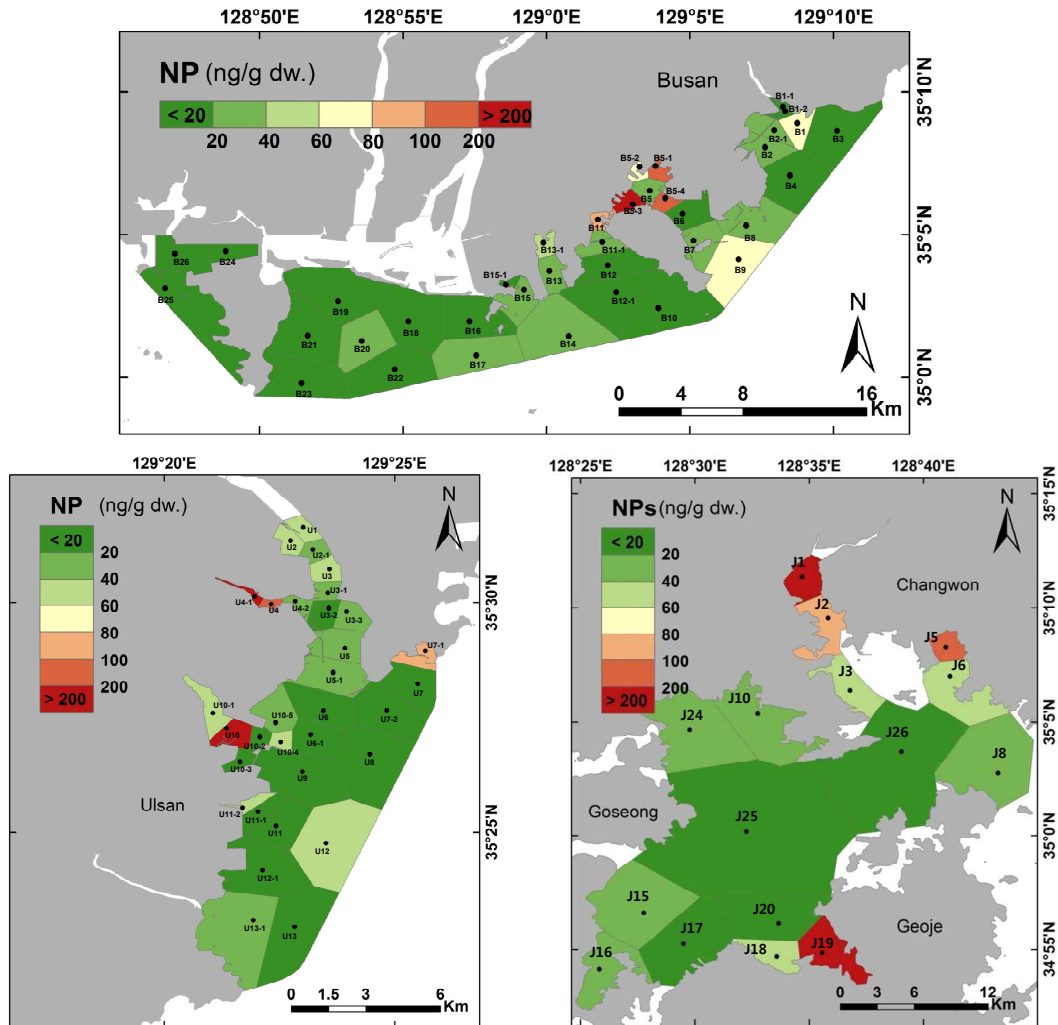 128°50'E 128°55'E 129°0'E 129°5'E 129°10'E
NP (ng/g dw.)
< 20 > 200
20 40 60 80 100 200
Busan
B1-1
B1-2
B1
B3
B2-1
B2
B4
B5-2
B5-1
B5
B5-4
B5-3
B6
B11
B8
B7
B11-1
B9
B13-1
B13
B12
B12-1
B10
B26
B24
B25
B15-1
B15
B19
B18
B16
B21
B20
B14
B17
B22
B23
N
0 4 8 16
Km
35°10'N
35°5'N
35°0'N
129°20'E 129°25'E
NP (ng/g dw.)
< 20
20
40
60
80
100
200
> 200
N
U1
U2
U2-1
U3
U3-1
U4-1
U4
U4-2
U3-2
U3-3
U5
U7-1
U5-1
U7
U10-1
U10-5
U6
U7-2
U10
U10-2
U10-4
U6-1
U10-3
U9
U8
Ulsan
U11-2
U11-1
U11
U12
U12-1
U13-1
U13
0 1.5 3 6
Km
35°30'N
35°25'N
128°25'E 128°30'E 128°35'E 128°40'E
NPs (ng/g dw.)
< 20
20
40
60
80
100
200
> 200
N
J1
Changwon
J2
J5
J6
J3
J10
J24
J26
J8
Goseong
J25
J15
J20
Geoje
J17
J18
J19
J16
0 3 6 12
Km
35°15'N
35°10'N
35°5'N
35°0'N
34°55'N